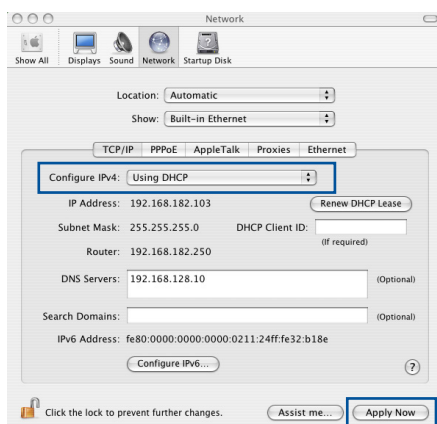 Network
Show All Displays Sound Network Startup Disk
Location: Automatic
Show: Built-in Ethernet
TCP/IP PPPoE AppleTalk Proxies Ethernet
Configure IPv4: Using DHCP
IP Address: 192.168.182.103 Renew DHCP Lease
Subnet Mask: 255.255.255.0 DHCP Client ID:
(If required)
Router: 192.168.182.250
DNS Servers: 192.168.128.10 (Optional)
Search Domains: (Optional)
IPv6 Address: fe80:0000:0000:0000:0211:24ff:fe32:b18e
Configure IPv6... ?
Click the lock to prevent further changes. Assist me... Apply Now